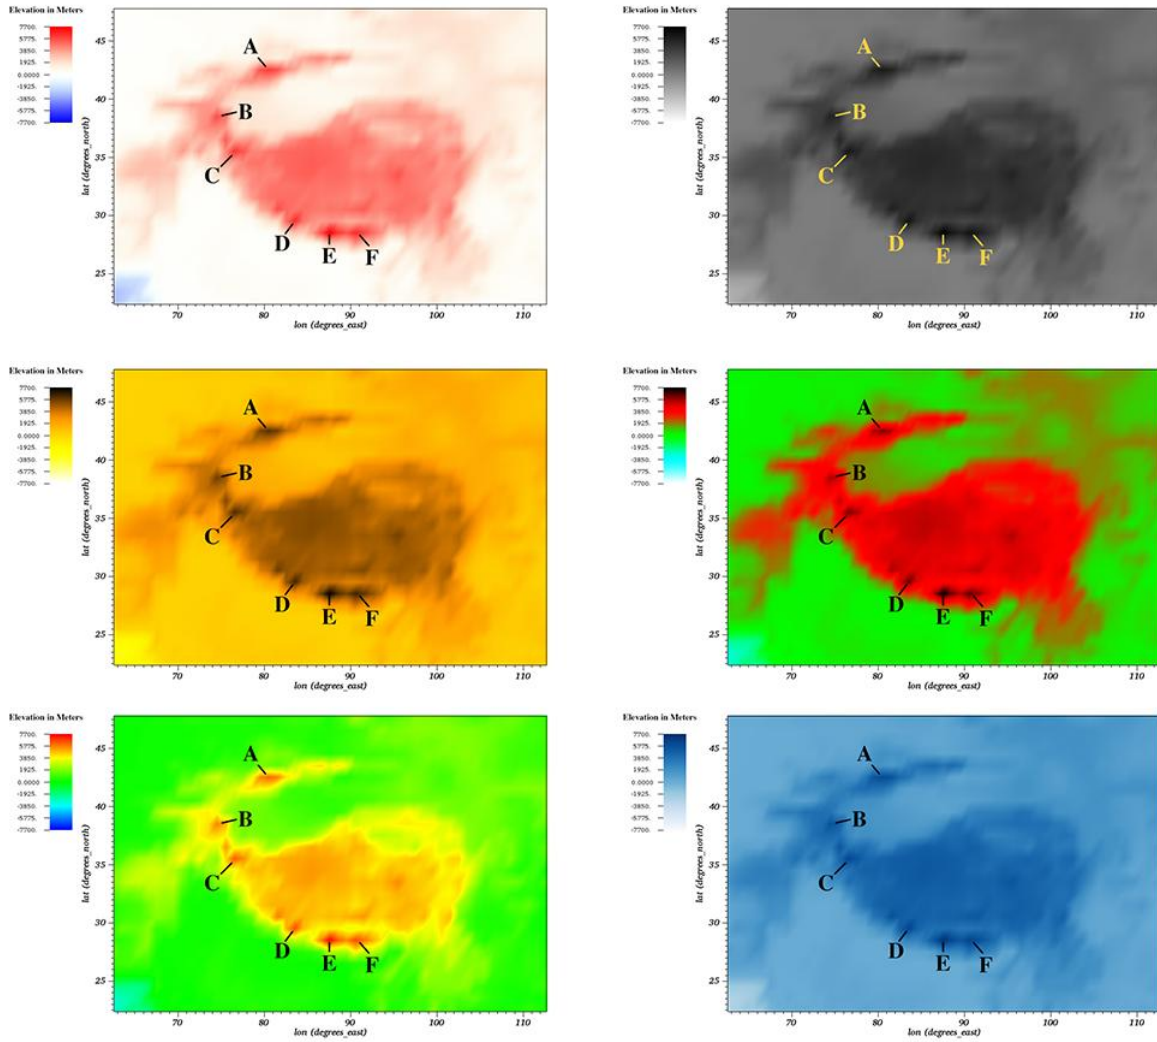 Elevation in Meters
7700.
5775.
3850.
1925.
0.0000
-1925.
-3850.
-5775.
-7700.
lat (degrees_north)
45
40
35
30
25
A
B
C
D
E
F
70
80
90
100
110
lon (degrees_east)
Elevation in Meters
7700.
5775.
3850.
1925.
0.0000
-1925.
-3850.
-5775.
-7700.
lat (degrees_north)
45
40
35
30
25
A
B
C
D
E
F
70
80
90
100
110
lon (degrees_east)
Elevation in Meters
7700.
5775.
3850.
1925.
0.0000
-1925.
-3850.
-5775.
-7700.
lat (degrees_north)
45
40
35
30
25
A
B
C
D
E
F
70
80
90
100
110
lon (degrees_east)
Elevation in Meters
7700.
5775.
3850.
1925.
0.0000
-1925.
-3850.
-5775.
-7700.
lat (degrees_north)
45
40
35
30
25
A
B
C
D
E
F
70
80
90
100
110
lon (degrees_east)
Elevation in Meters
7700.
5775.
3850.
1925.
0.0000
-1925.
-3850.
-5775.
-7700.
lat (degrees_north)
45
40
35
30
25
A
B
C
D
E
F
70
80
90
100
110
lon (degrees_east)
Elevation in Meters
7700.
5775.
3850.
1925.
0.0000
-1925.
-3850.
-5775.
-7700.
lat (degrees_north)
45
40
35
30
25
A
B
C
D
E
F
70
80
90
100
110
lon (degrees_east)